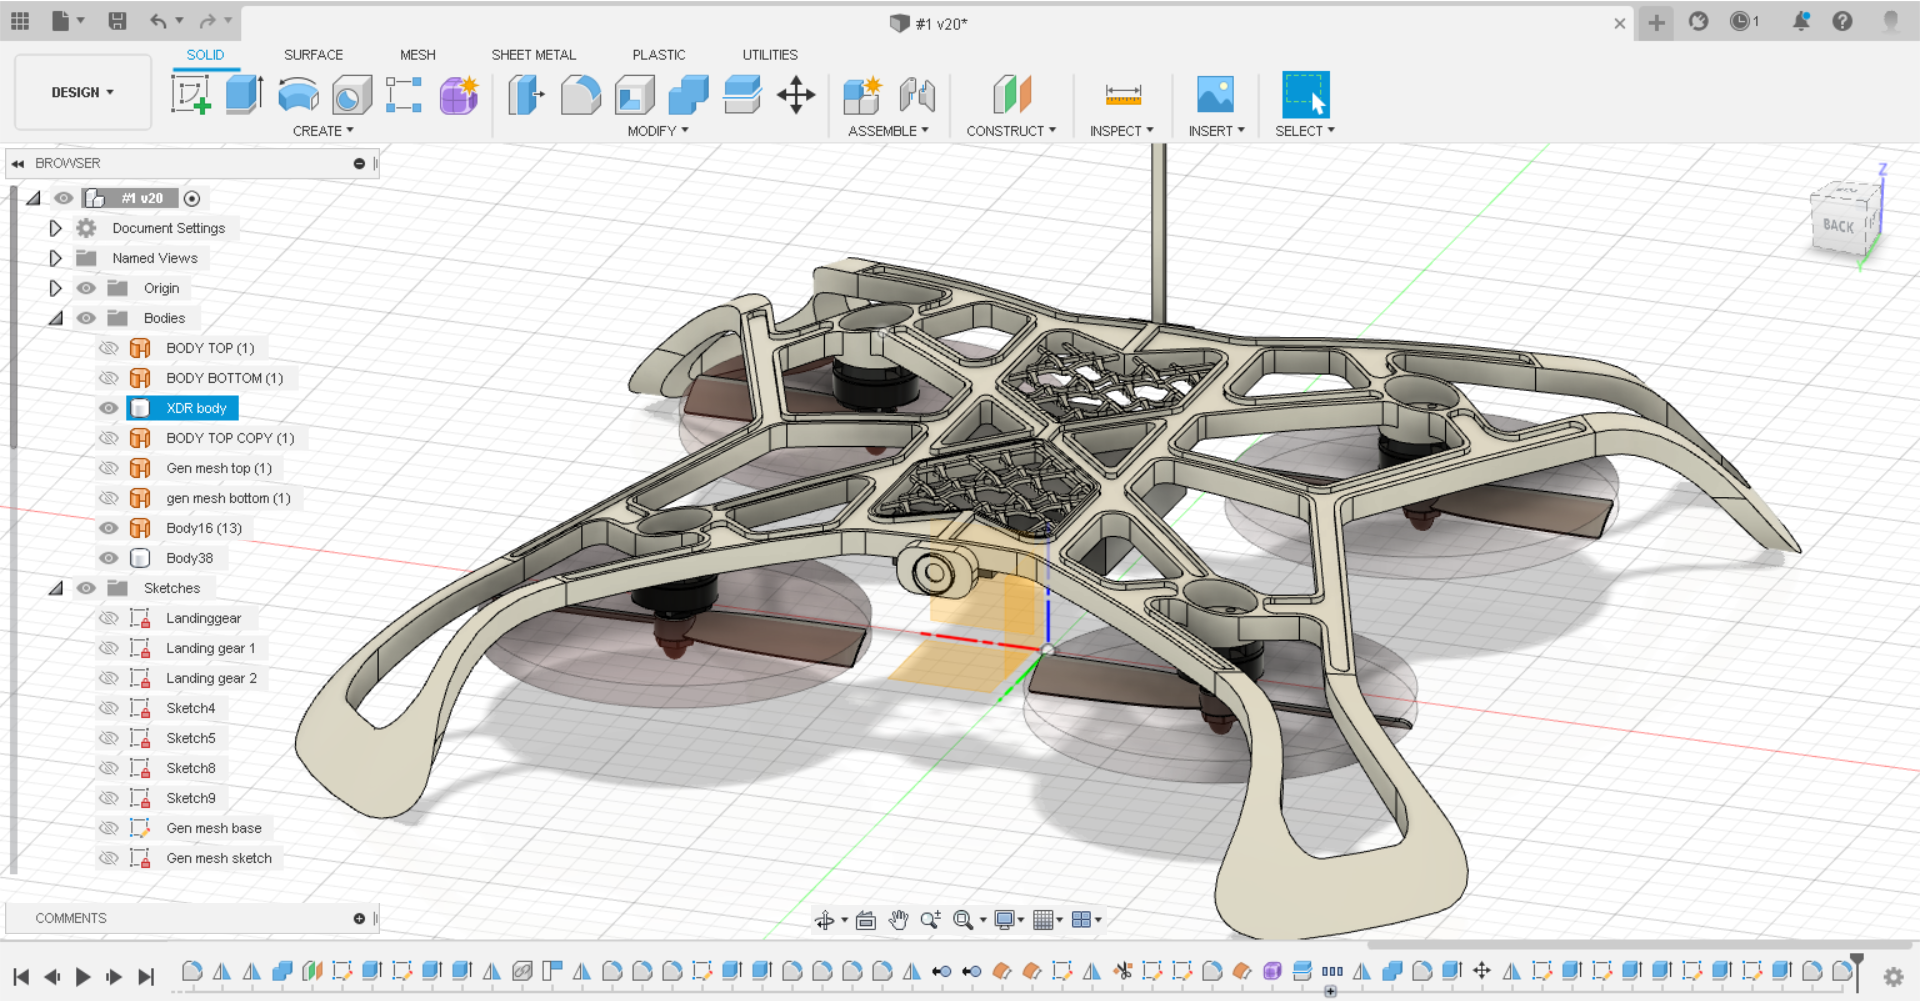 #1 v20*
1
SOLID SURFACE MESH SHEET METAL PLASTIC UTILITIES
DESIGN
CREATE MODIFY ASSEMBLE CONSTRUCT INSPECT INSERT SELECT
BROWSER
#1 v20
Document Settings
Named Views
Origin
Bodies
BODY TOP (1)
BODY BOTTOM (1)
XDR body
BODY TOP COPY (1)
Gen mesh top (1)
gen mesh bottom (1)
Body16 (13)
Body38
Sketches
Landinggear
Landing gear 1
Landing gear 2
Sketch4
Sketch5
Sketch8
Sketch9
Gen mesh base
Gen mesh sketch
Z
BACK
Y
COMMENTS